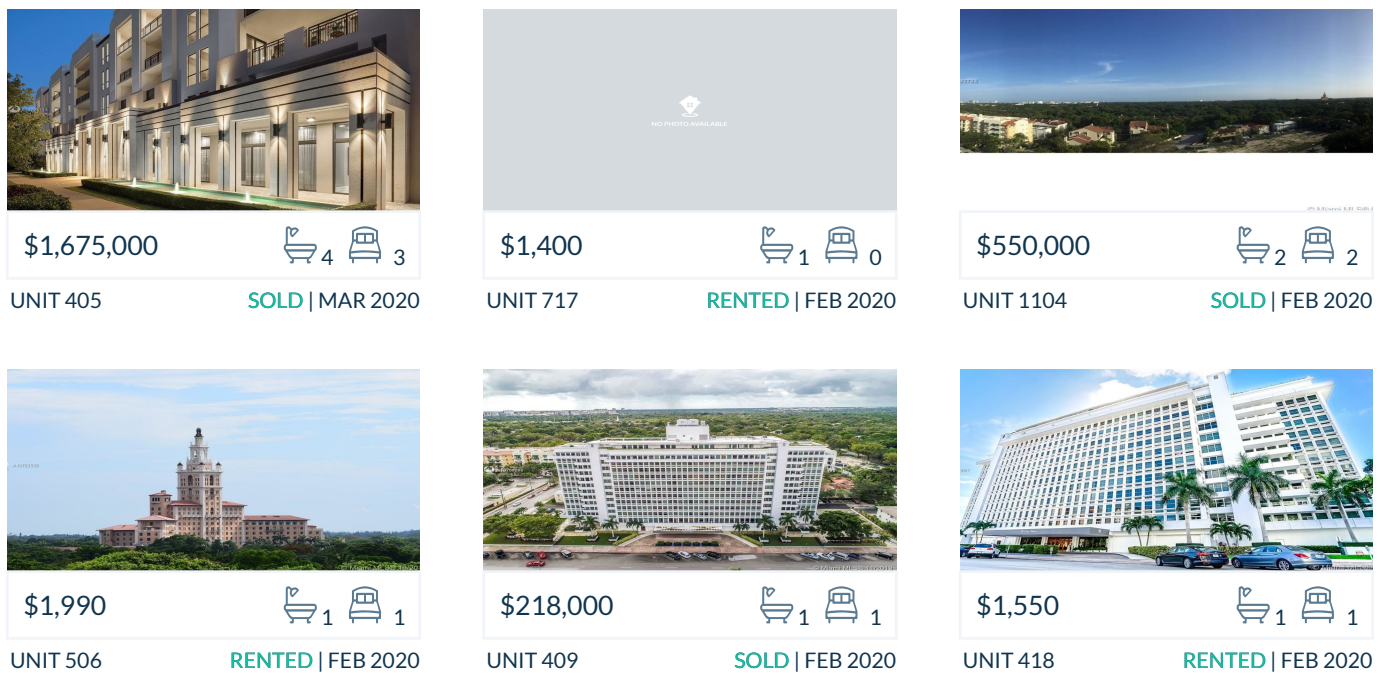 NO PHOTO AVAILABLE
$1,675,000 4 3
$1,400 1 0
$550,000 2 2
UNIT 405 SOLD | MAR 2020
UNIT 717 RENTED | FEB 2020
UNIT 1104 SOLD | FEB 2020
$1,990 1 1
$218,000 1 1
$1,550 1 1
UNIT 506 RENTED | FEB 2020
UNIT 409 SOLD | FEB 2020
UNIT 418 RENTED | FEB 2020